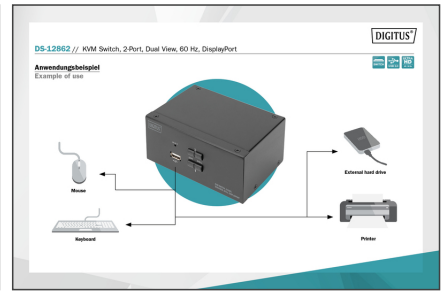 DIGITUS®
DS-12862 // KVM Switch, 2-Port, Dual View, 60 Hz, DisplayPort
Anwendungsbeispiel
Example of use
HD
Mouse
External hard drive
Keyboard
Printer